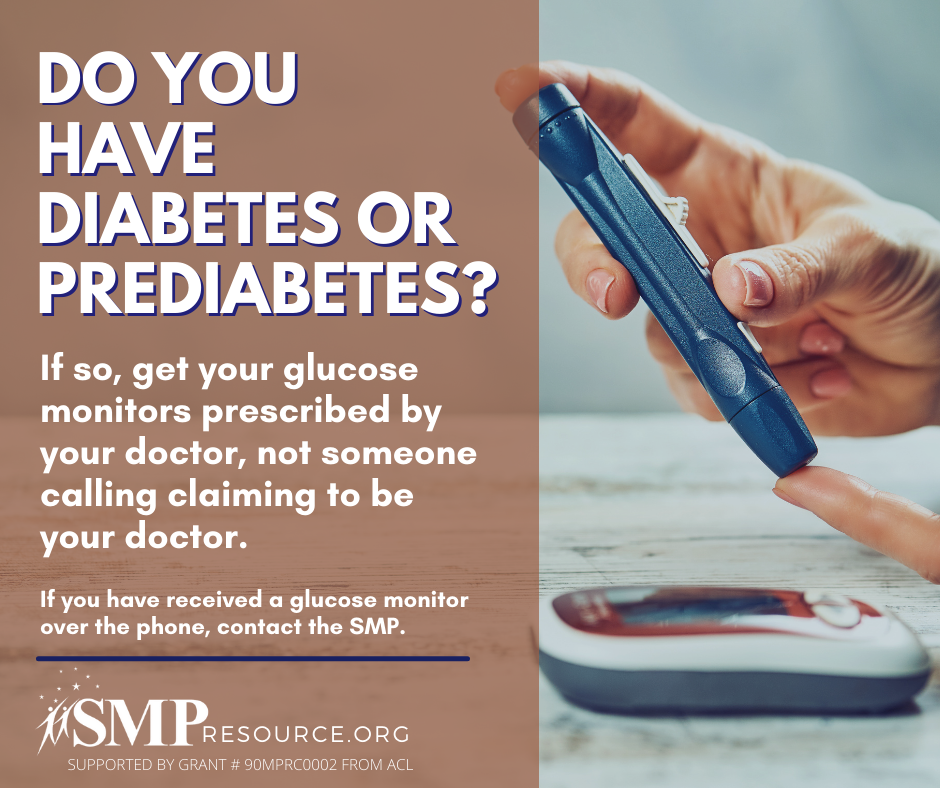 DO YOU
HAVE
DIABETES OR
PREDIABETES?
If so, get your glucose
monitors prescribed by
your doctor, not someone
calling claiming to be
your doctor.
If you have received a glucose monitor
over the phone, contact the SMP.
SMPRESOURCE.ORG
SUPPORTED BY GRANT # 90MPRC0002 FROM ACL